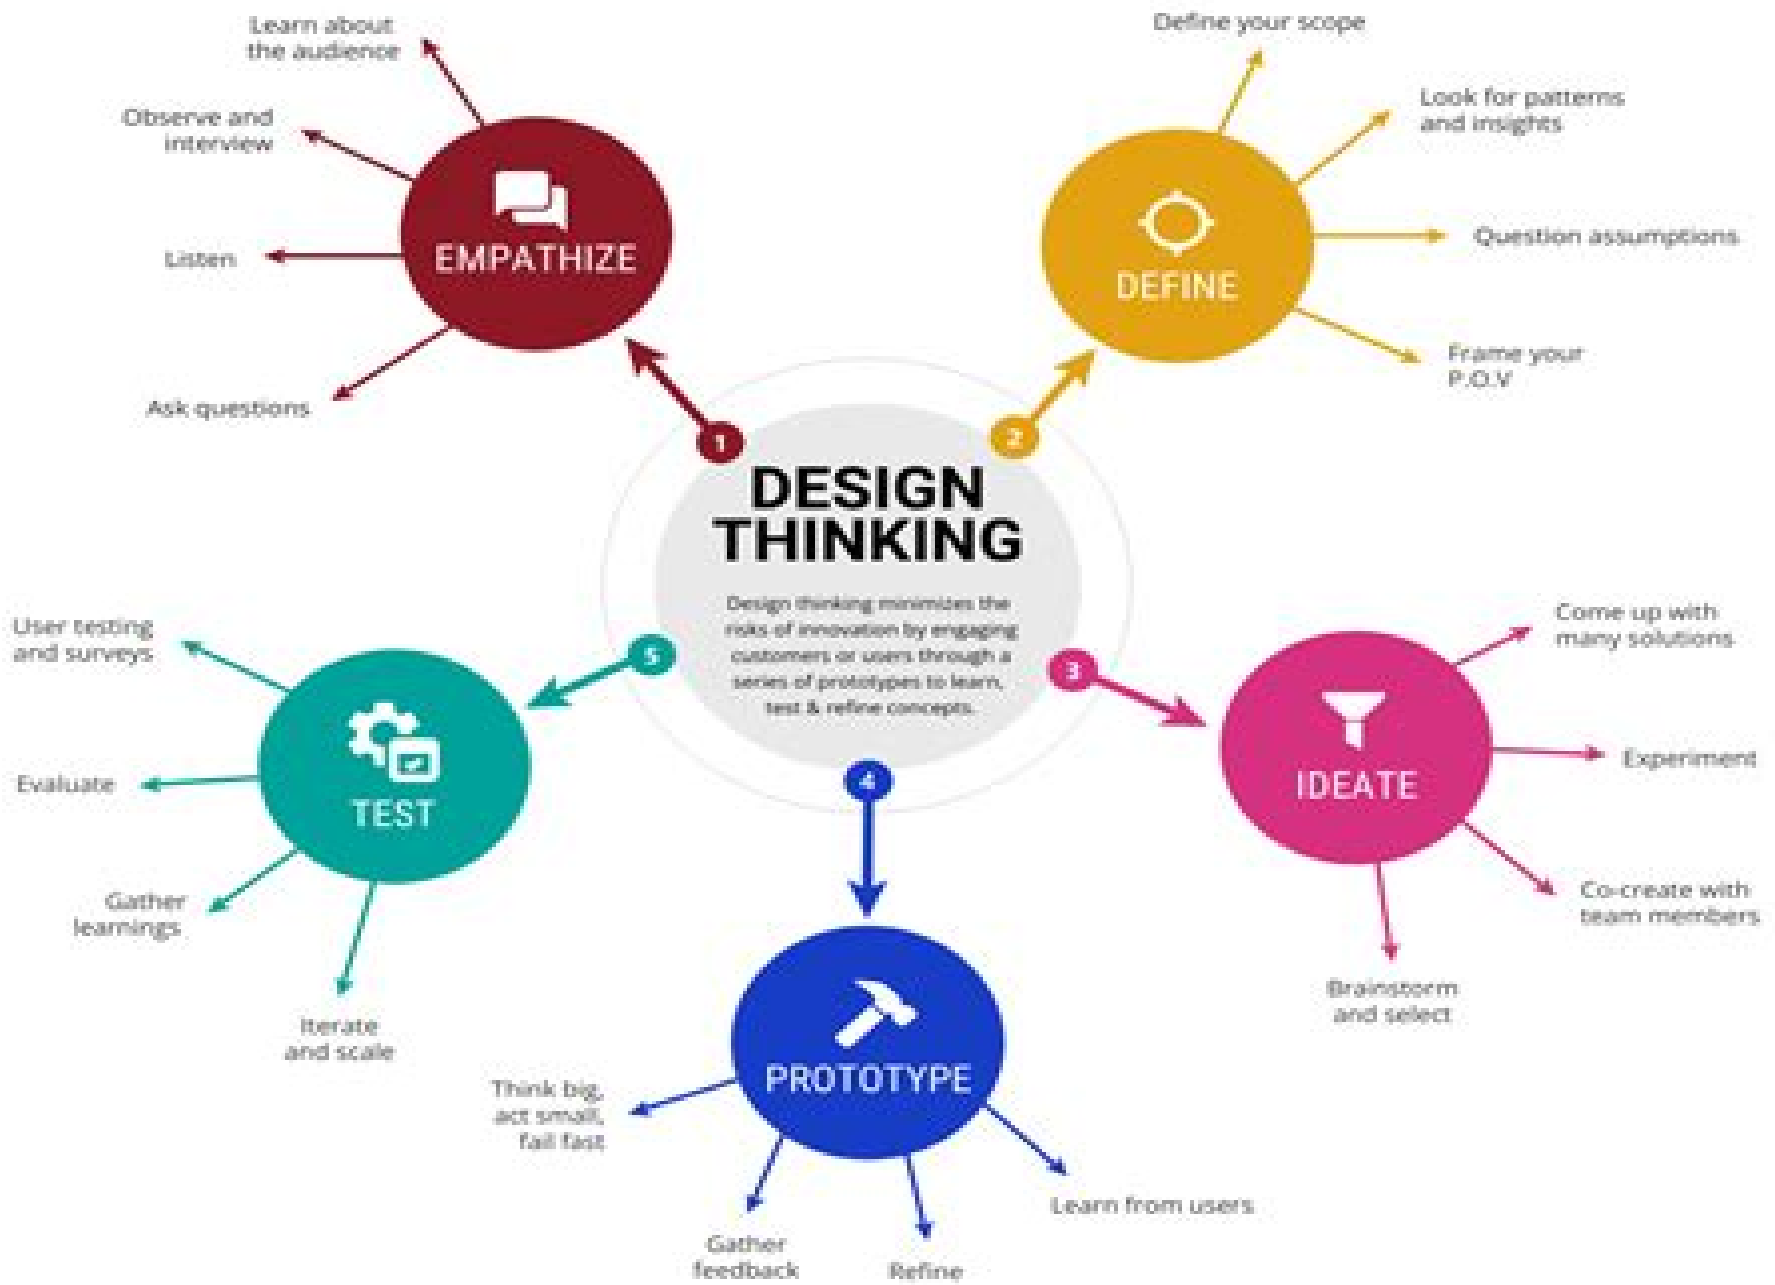 Learn about
the audience
Observe and
interview
Listen
Ask questions
EMPATHIZE
1
Define your scope
Look for patterns
and insights
Question assumptions
Frame your
P.O.V
DEFINE
2
DESIGN
THINKING
Design thinking minimizes the
risks of innovation by engaging
customers or users through a
series of prototypes to learn,
test & refine concepts.
3
IDEATE
Come up with
many solutions
Experiment
Co-create with
team members
Brainstorm
and select
4
PROTOTYPE
Learn from users
Refine
Gather
feedback
Think big,
act small,
fail fast
5
TEST
User testing
and surveys
Evaluate
Gather
learnings
Iterate
and scale